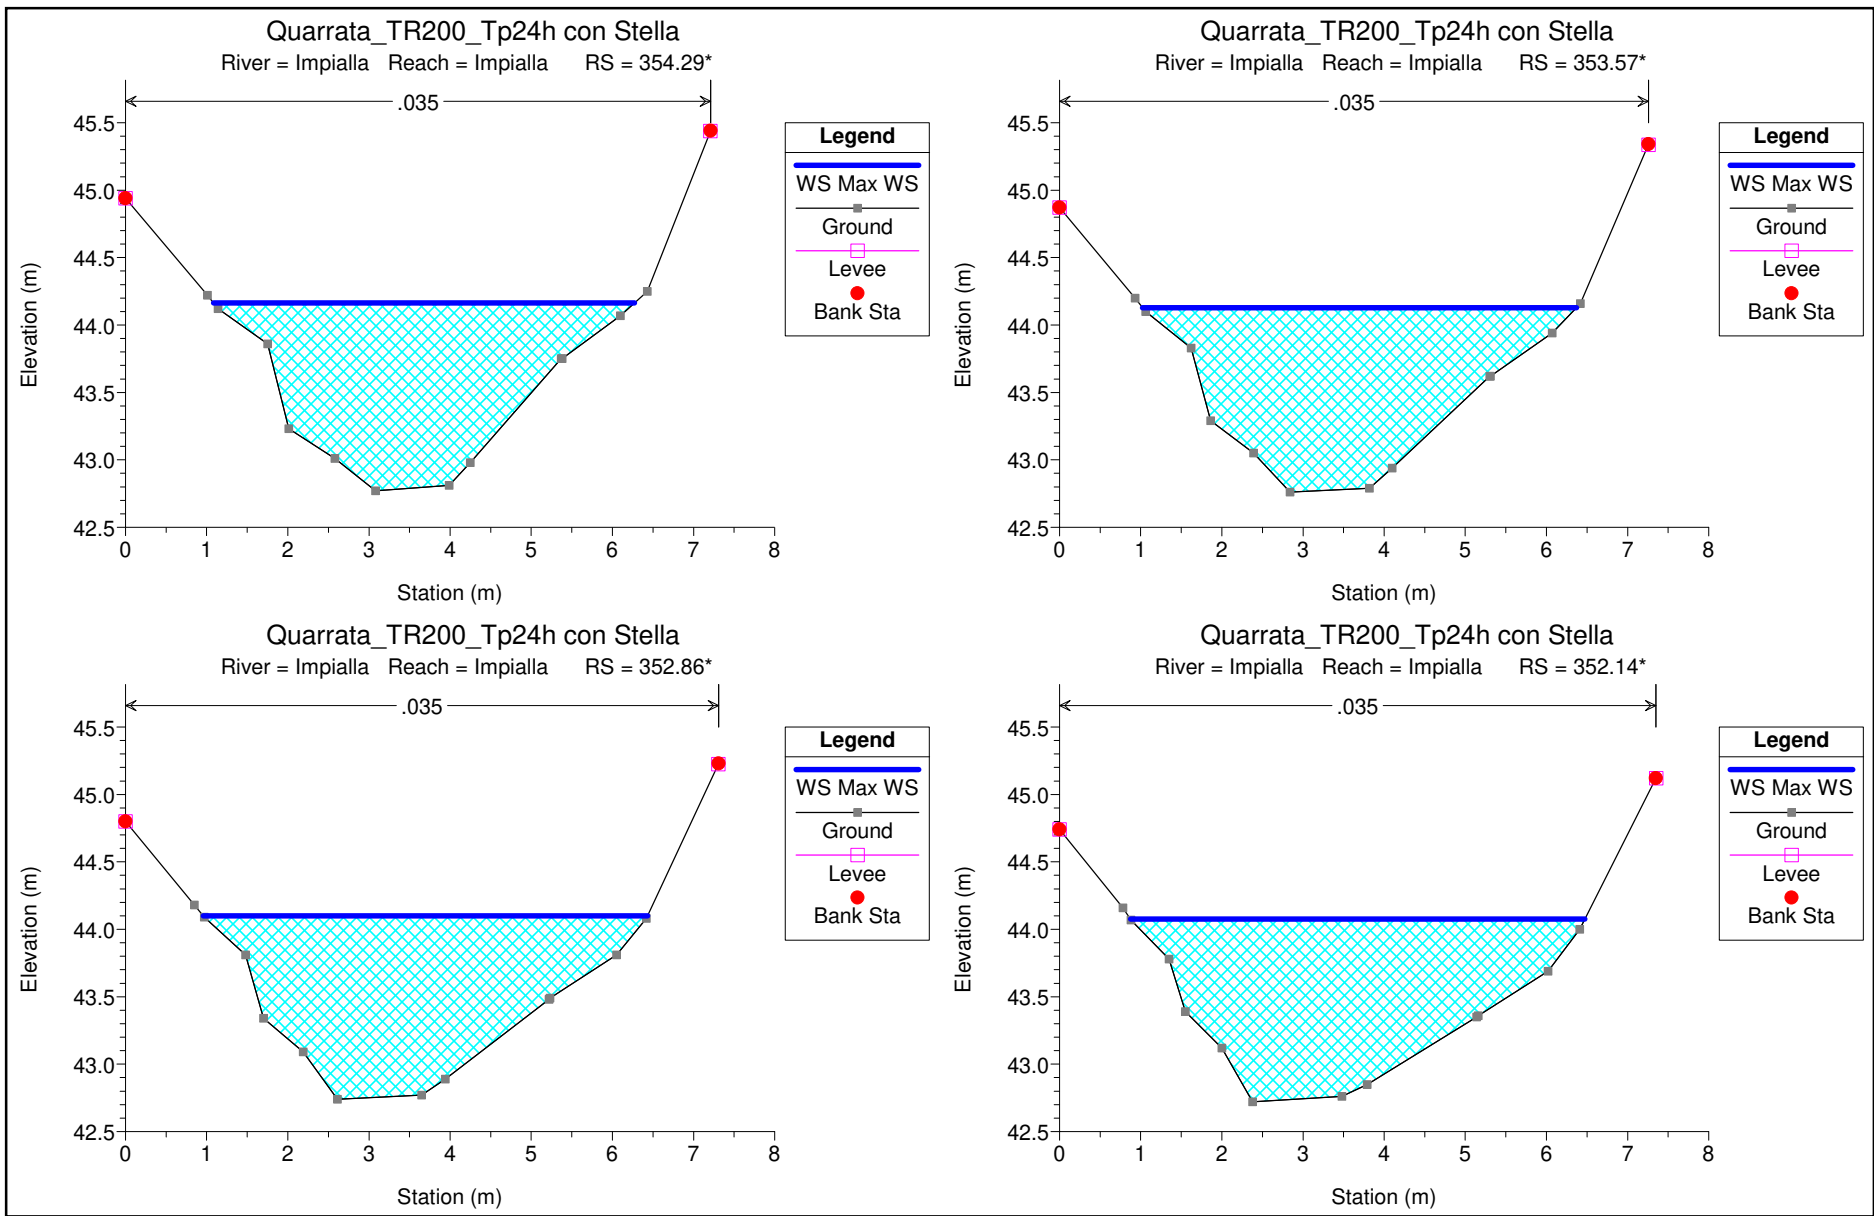 Quarrata_TR200_Tp24h con Stella
River = Impialla Reach = Impialla RS = 354.29*
.035
45.5
45.0
44.5
44.0
43.5
43.0
42.5
Elevation (m)
0 1 2 3 4 5 6 7 8
Station (m)
Legend
WS Max WS
Ground
Levee
Bank Sta
Quarrata_TR200_Tp24h con Stella
River = Impialla Reach = Impialla RS = 353.57*
.035
45.5
45.0
44.5
44.0
43.5
43.0
42.5
Elevation (m)
0 1 2 3 4 5 6 7 8
Station (m)
Legend
WS Max WS
Ground
Levee
Bank Sta
Quarrata_TR200_Tp24h con Stella
River = Impialla Reach = Impialla RS = 352.86*
.035
45.5
45.0
44.5
44.0
43.5
43.0
42.5
Elevation (m)
0 1 2 3 4 5 6 7 8
Station (m)
Legend
WS Max WS
Ground
Levee
Bank Sta
Quarrata_TR200_Tp24h con Stella
River = Impialla Reach = Impialla RS = 352.14*
.035
45.5
45.0
44.5
44.0
43.5
43.0
42.5
Elevation (m)
0 1 2 3 4 5 6 7 8
Station (m)
Legend
WS Max WS
Ground
Levee
Bank Sta